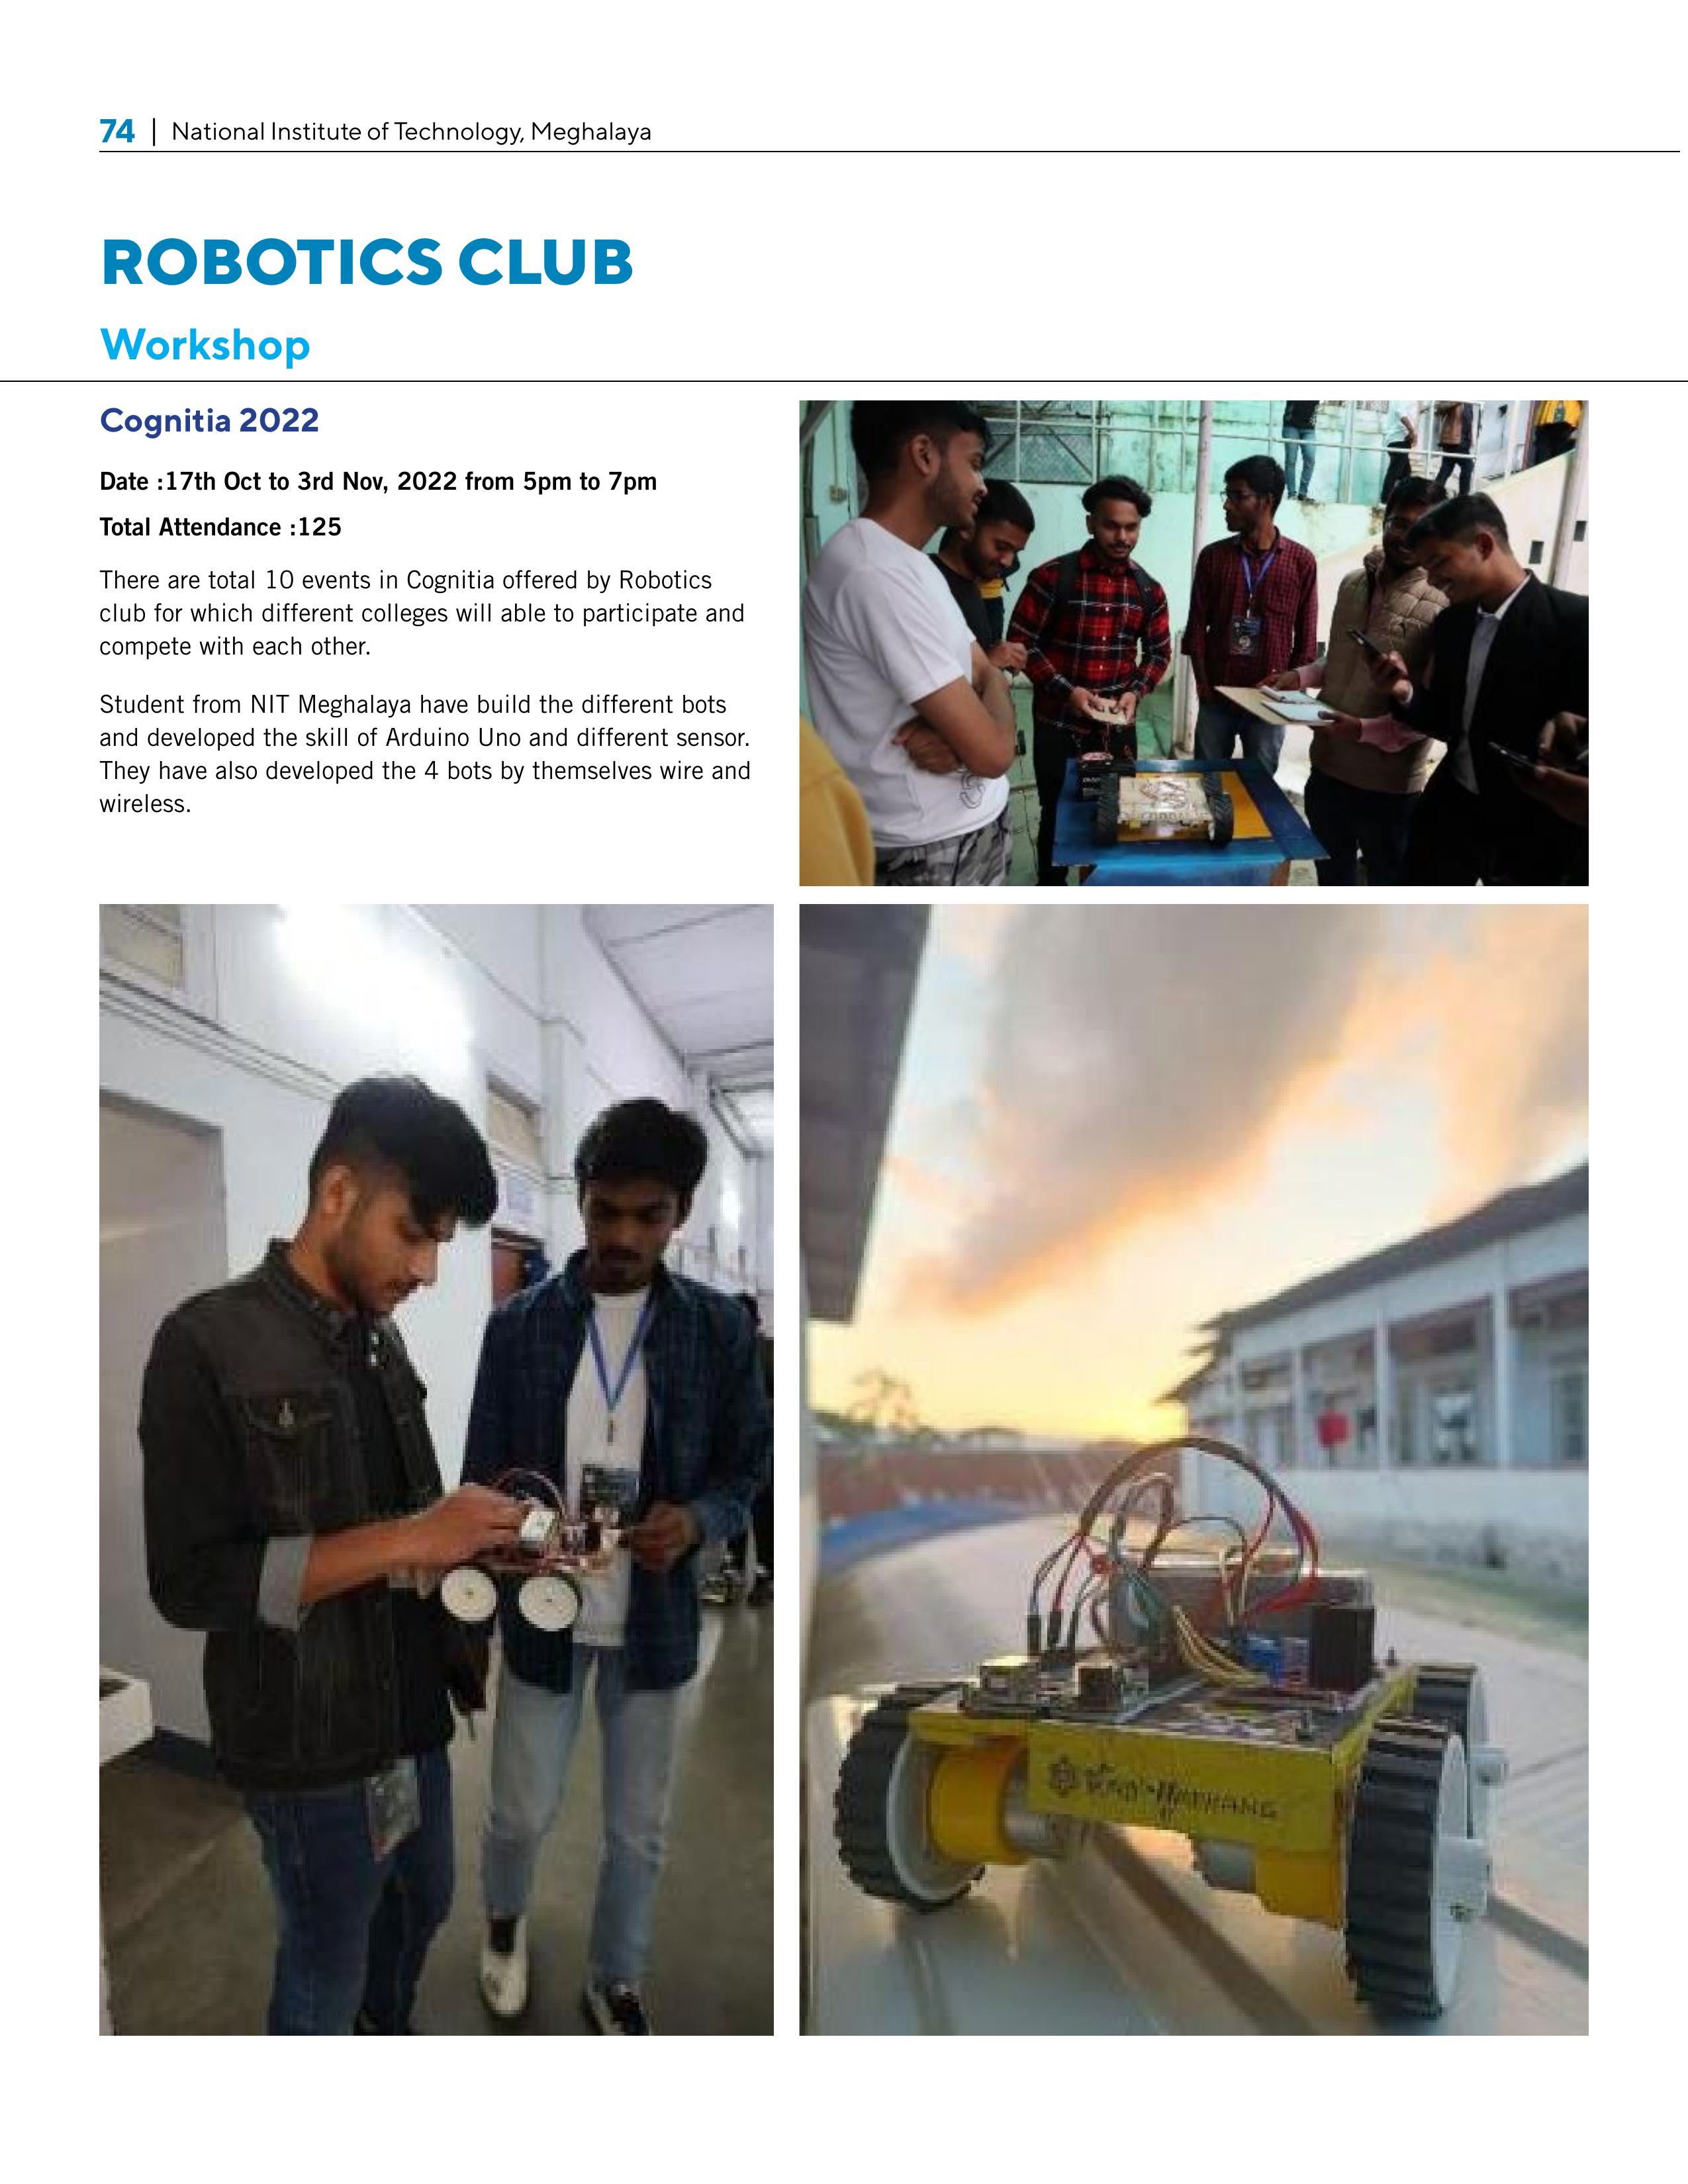 74 | National Institute of Technology, Meghalaya
ROBOTICS CLUB
Workshop
Cognitia 2022
Date :17th Oct to 3rd Nov, 2022 from 5pm to 7pm
Total Attendance :125
There are total 10 events in Cognitia offered by Robotics
club for which different colleges will able to participate and
compete with each other.
Student from NIT Meghalaya have build the different bots
and developed the skill of Arduino Uno and different sensor.
They have also developed the 4 bots by themselves wire and
wireless.